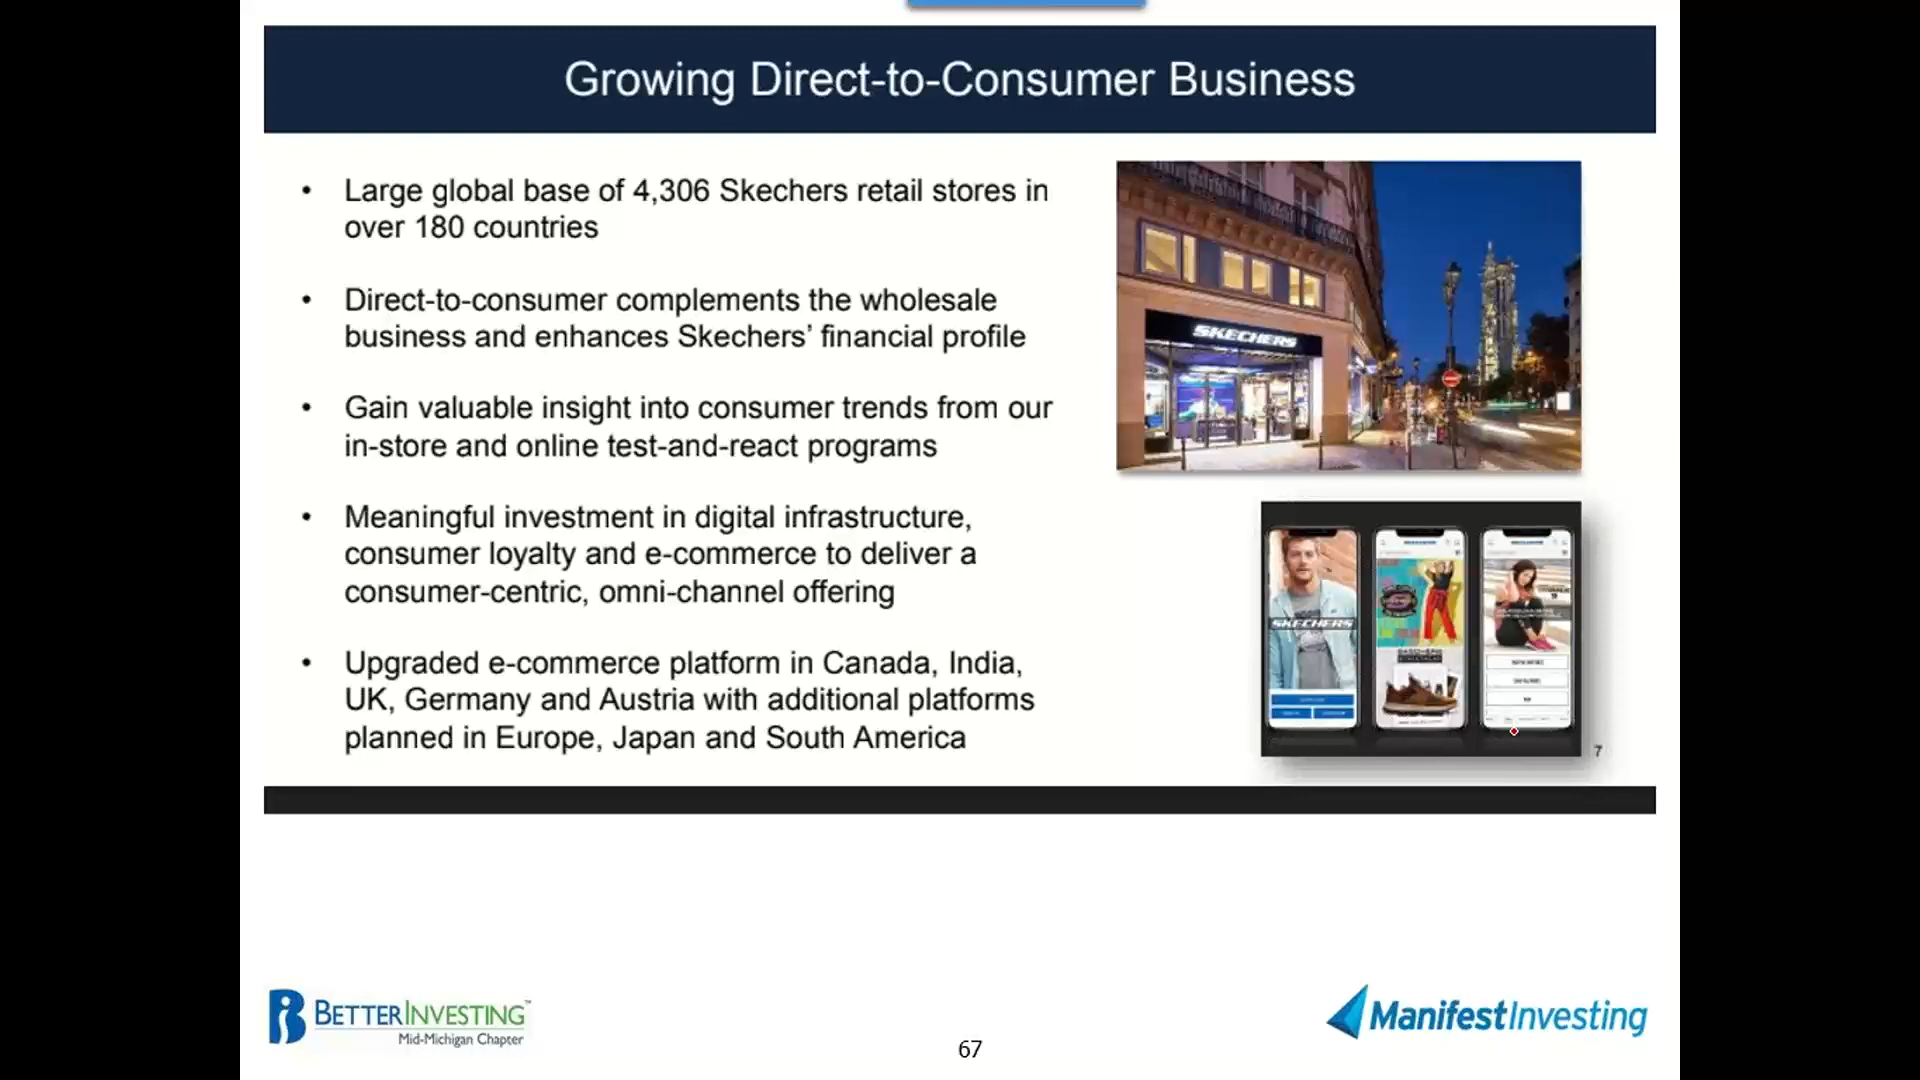 Growing Direct-to-Consumer Business
• Large global base of 4,306 Skechers retail stores in
over 180 countries
• Direct-to-consumer complements the wholesale
business and enhances Skechers’ financial profile
• Gain valuable insight into consumer trends from our
in-store and online test-and-react programs
• Meaningful investment in digital infrastructure,
consumer loyalty and e-commerce to deliver a
consumer-centric, omni-channel offering
• Upgraded e-commerce platform in Canada, India,
UK, Germany and Austria with additional platforms
planned in Europe, Japan and South America
SKECHERS
SKECHERS
7
BETTERINVESTING™
Mid-Michigan Chapter
67
ManifestInvesting